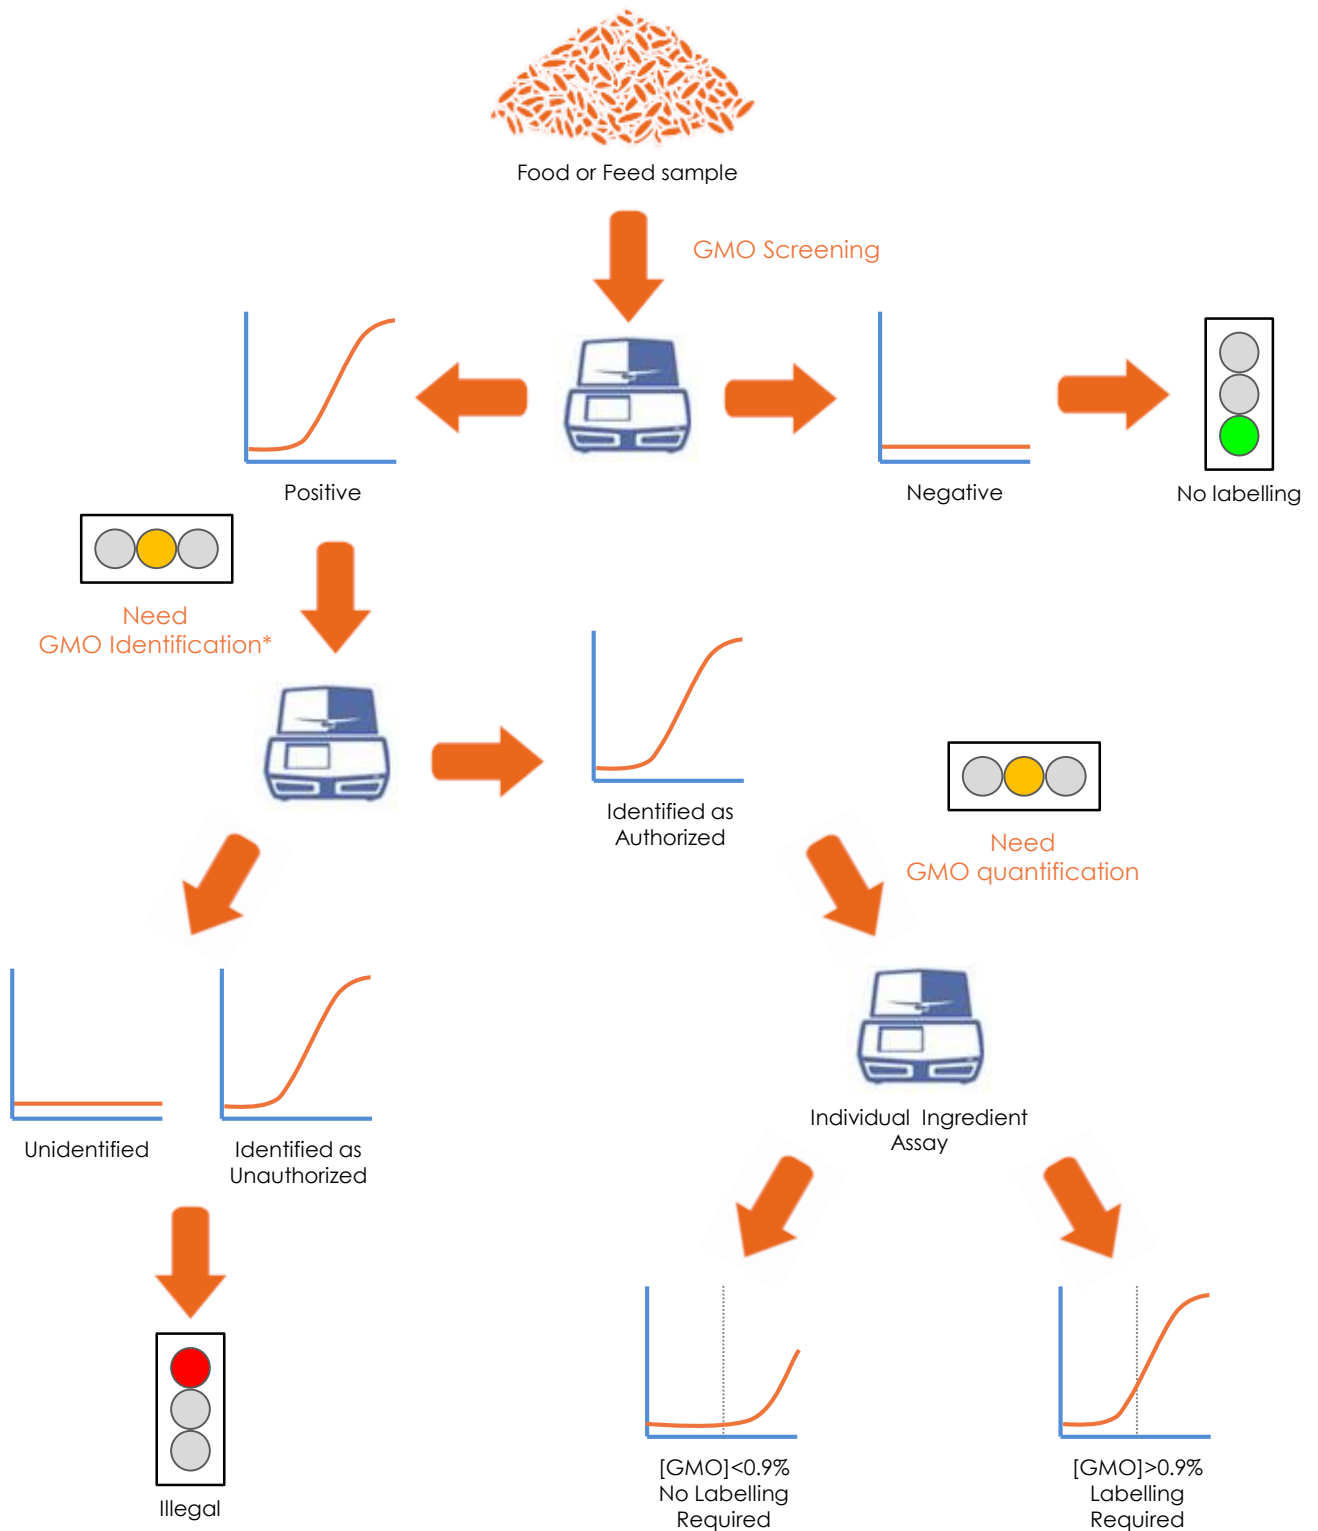 Food or Feed sample
GMO Screening
Positive
Negative
No labelling
Need
GMO Identification*
Identified as
Authorized
Need
GMO quantification
Unidentified
Identified as
Unauthorized
Individual Ingredient
Assay
Illegal
[GMO]<0.9%
No Labelling
Required
[GMO]>0.9%
Labelling
Required